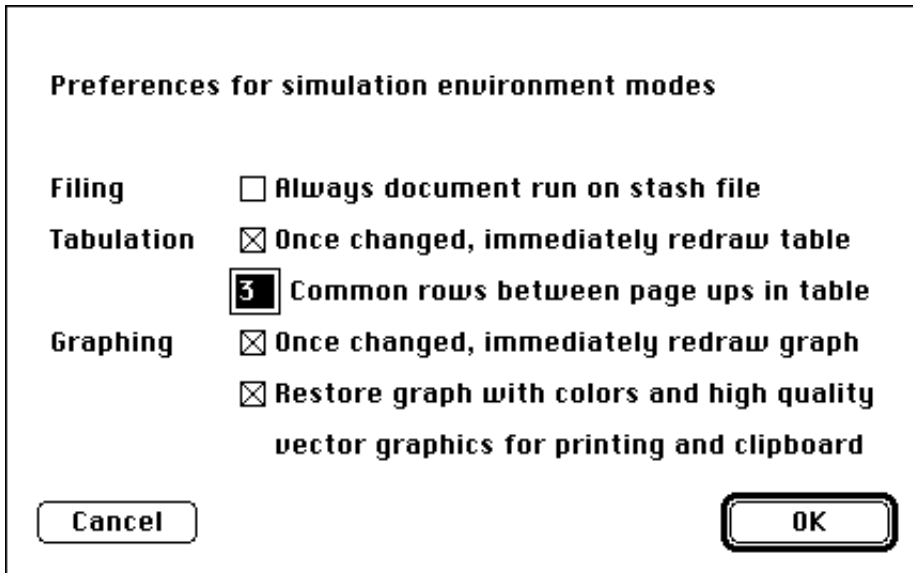 Preferences for simulation environment modes
Filing Always document run on stash file
Tabulation Once changed, immediately redraw table
3 Common rows between page ups in table
Graphing Once changed, immediately redraw graph
Restore graph with colors and high quality
vector graphics for printing and clipboard
Cancel OK